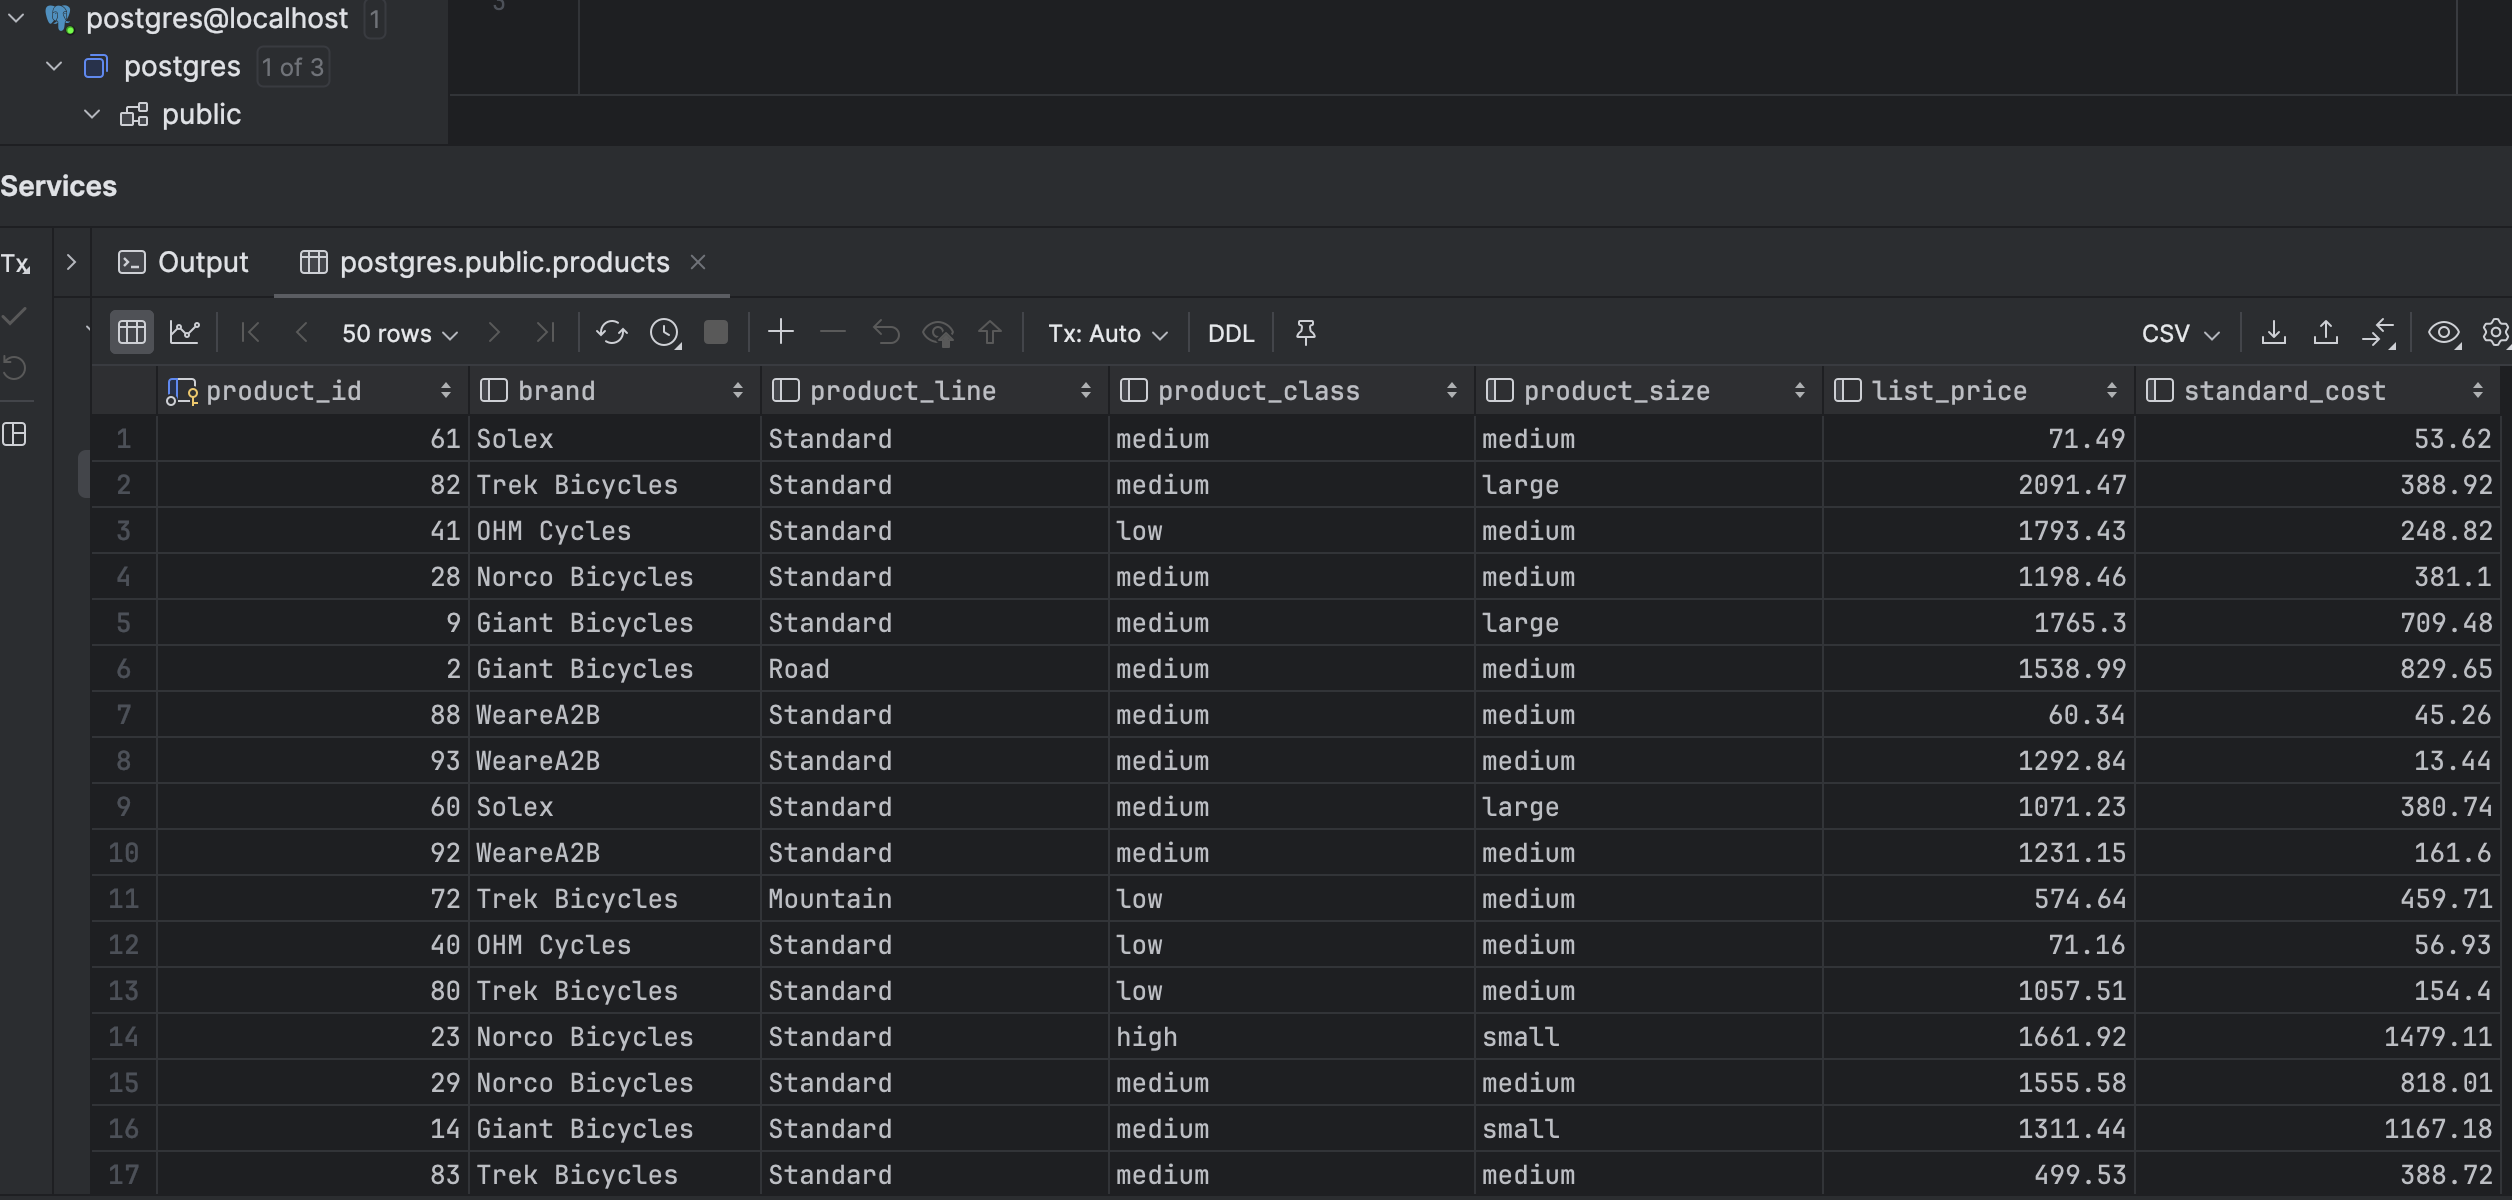 3
postgres@localhost 1
postgres 1 of 3
public
Services
Tx
Output postgres.public.products
50 rows Tx: Auto DDL CSV
product_id brand product_line product_class product_size list_price standard_cost
1 61 Solex Standard medium medium 71.49 53.62
2 82 Trek Bicycles Standard medium large 2091.47 388.92
3 41 OHM Cycles Standard low medium 1793.43 248.82
4 28 Norco Bicycles Standard medium medium 1198.46 381.1
5 9 Giant Bicycles Standard medium large 1765.3 709.48
6 2 Giant Bicycles Road medium medium 1538.99 829.65
7 88 WeareA2B Standard medium medium 60.34 45.26
8 93 WeareA2B Standard medium medium 1292.84 13.44
9 60 Solex Standard medium large 1071.23 380.74
10 92 WeareA2B Standard medium medium 1231.15 161.6
11 72 Trek Bicycles Mountain low medium 574.64 459.71
12 40 OHM Cycles Standard low medium 71.16 56.93
13 80 Trek Bicycles Standard low medium 1057.51 154.4
14 23 Norco Bicycles Standard high small 1661.92 1479.11
15 29 Norco Bicycles Standard medium medium 1555.58 818.01
16 14 Giant Bicycles Standard medium small 1311.44 1167.18
17 83 Trek Bicycles Standard medium medium 499.53 388.72